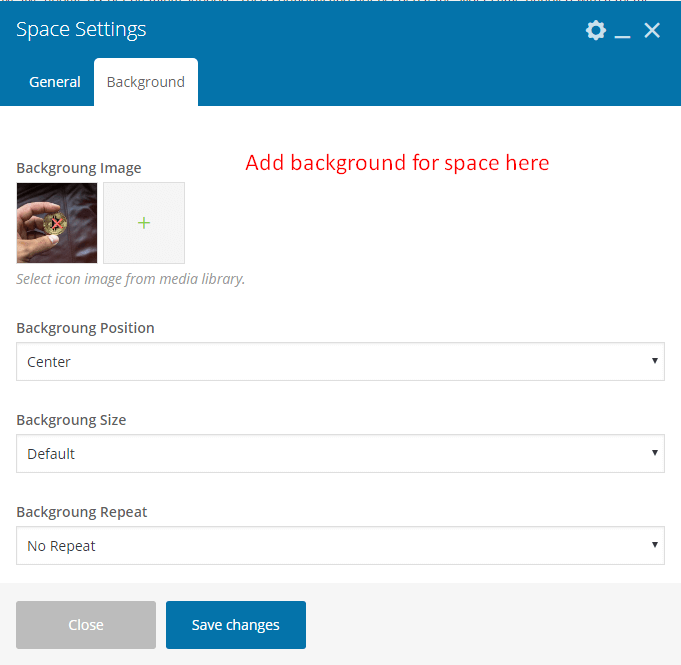 Space Settings
General
Background
Add background for space here
Backgroung Image
Select icon image from media library.
Backgroung Position
Center
Backgroung Size
Default
Backgroung Repeat
No Repeat
Close
Save changes